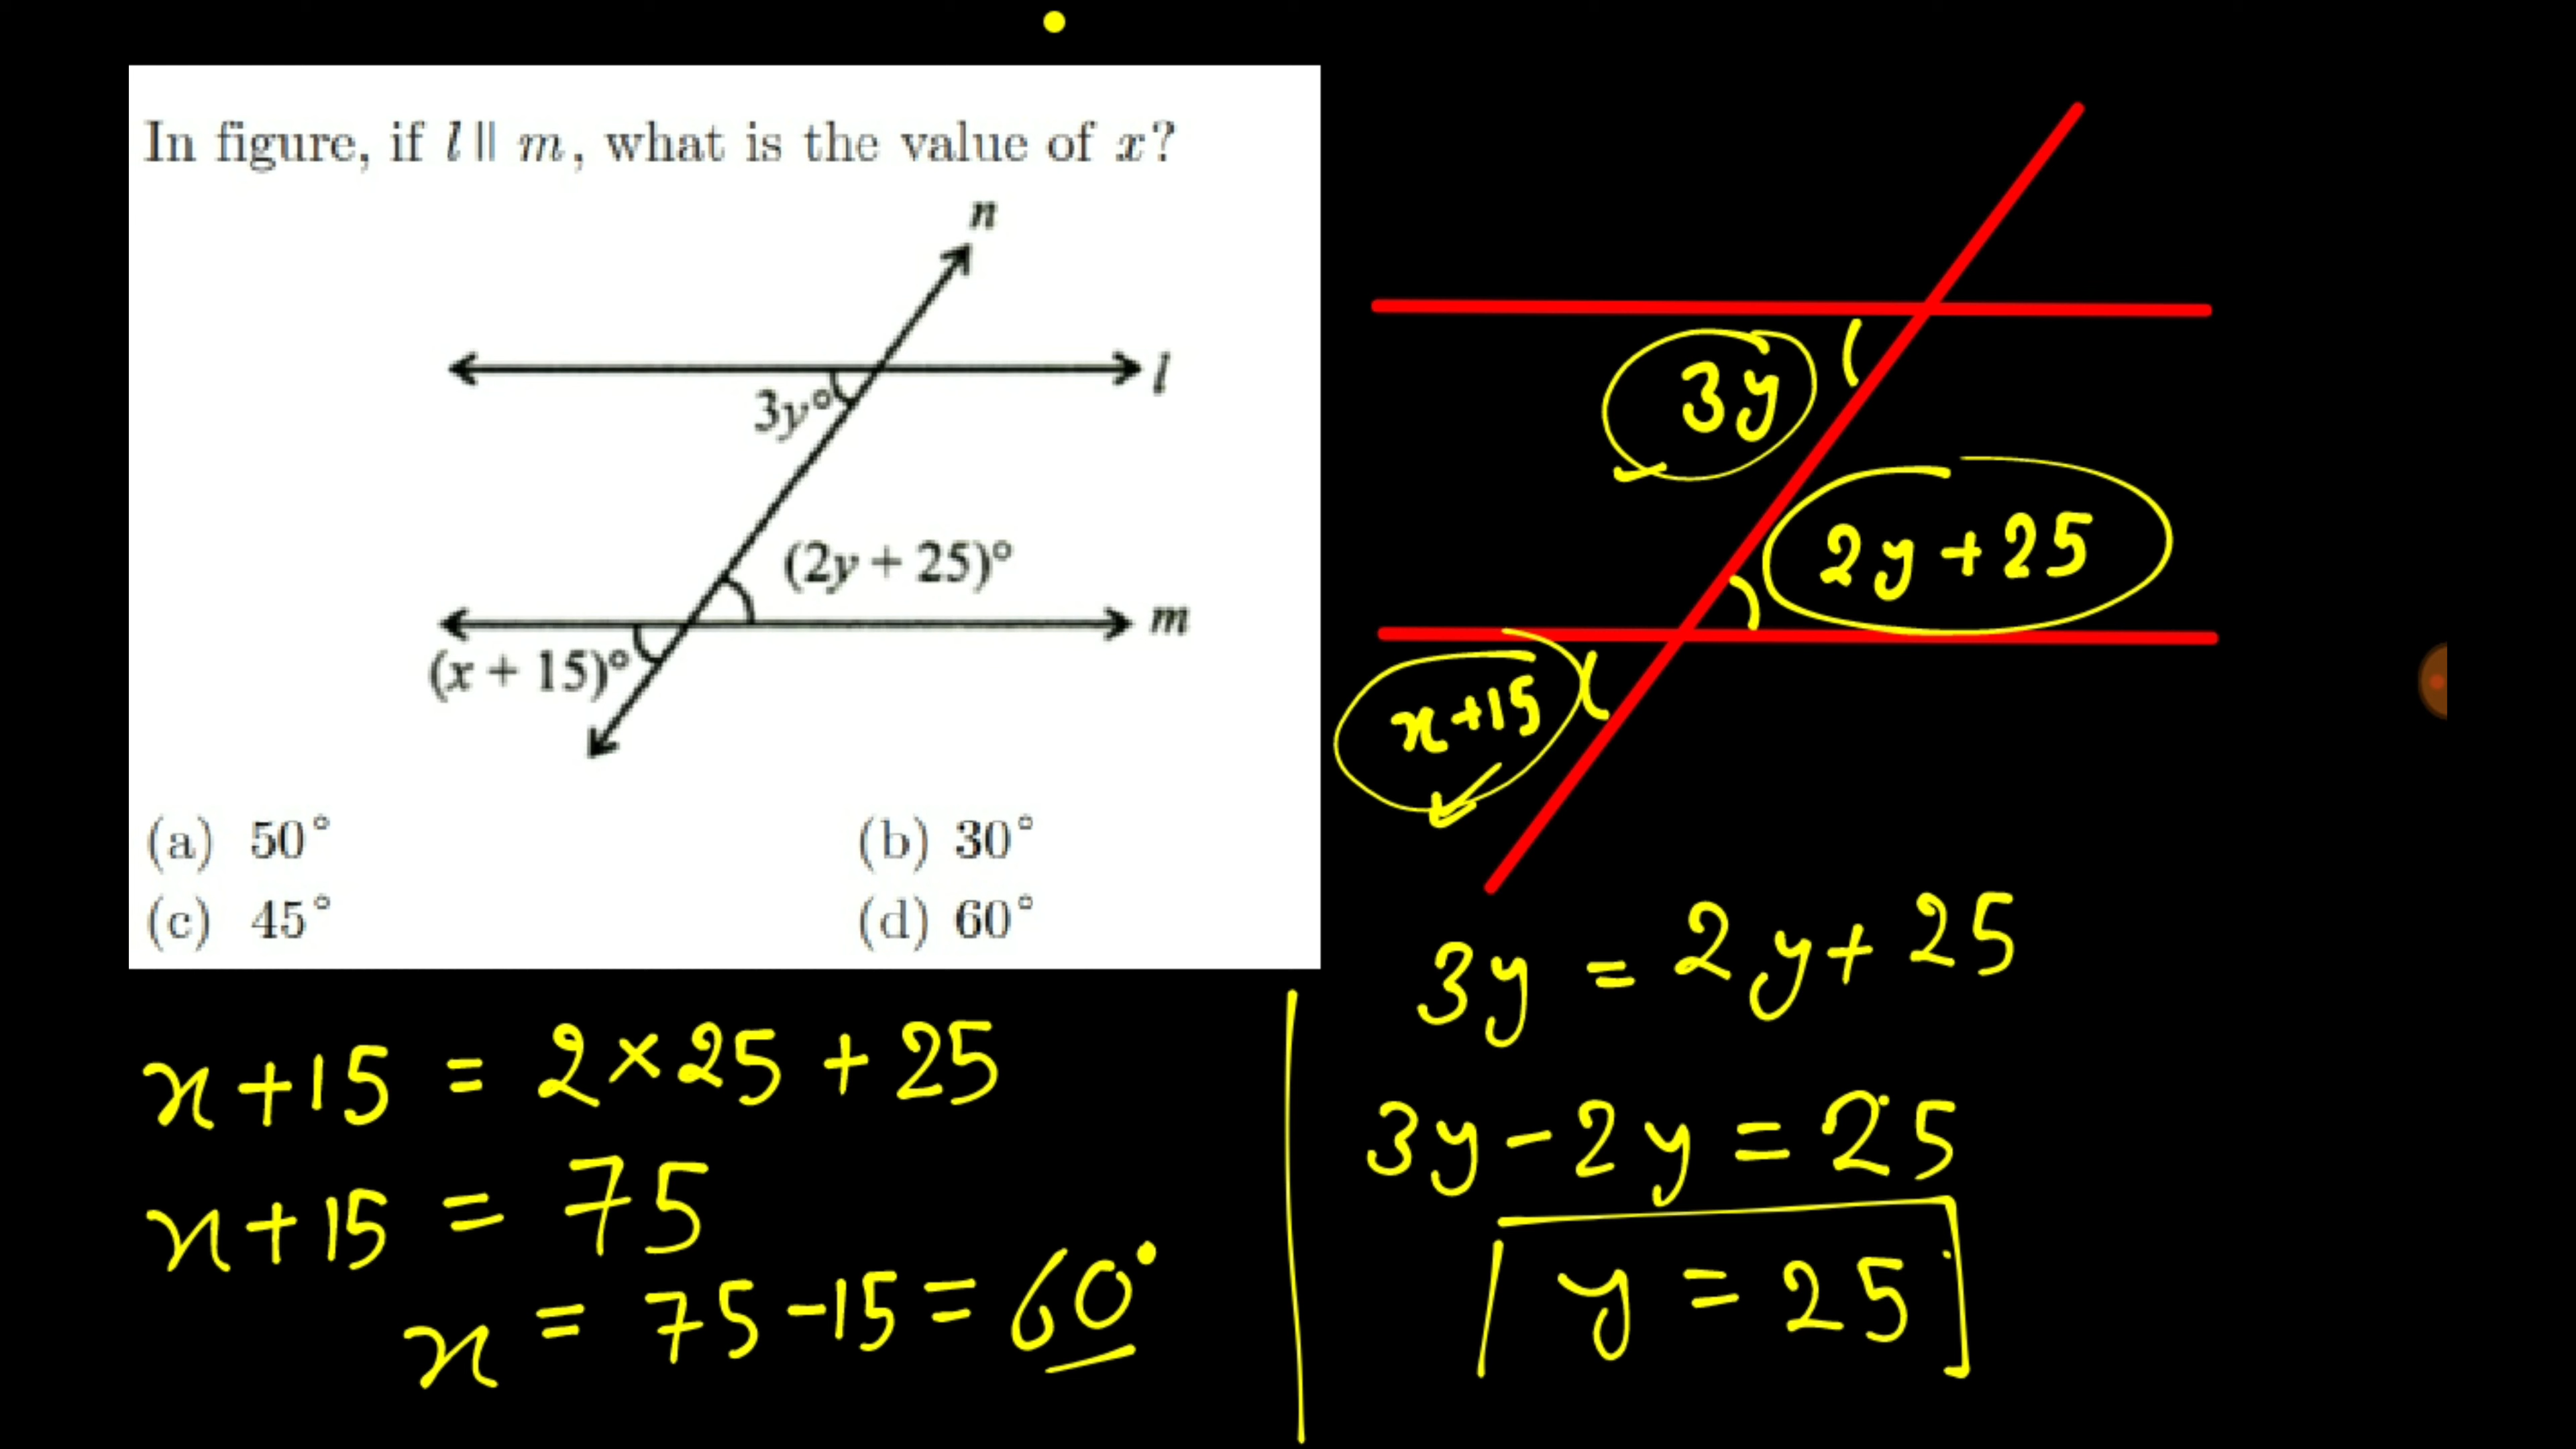 In figure, if l || m, what is the value of x?
n
l
3y°
(2y + 25)°
m
(x + 15)°
(a) 50°
(b) 30°
(c) 45°
(d) 60°
3y
2y+25
x+15
3y = 2y+25
3y-2y=25
y = 25
x+15 = 2×25+25
x+15 = 75
x = 75-15=60°